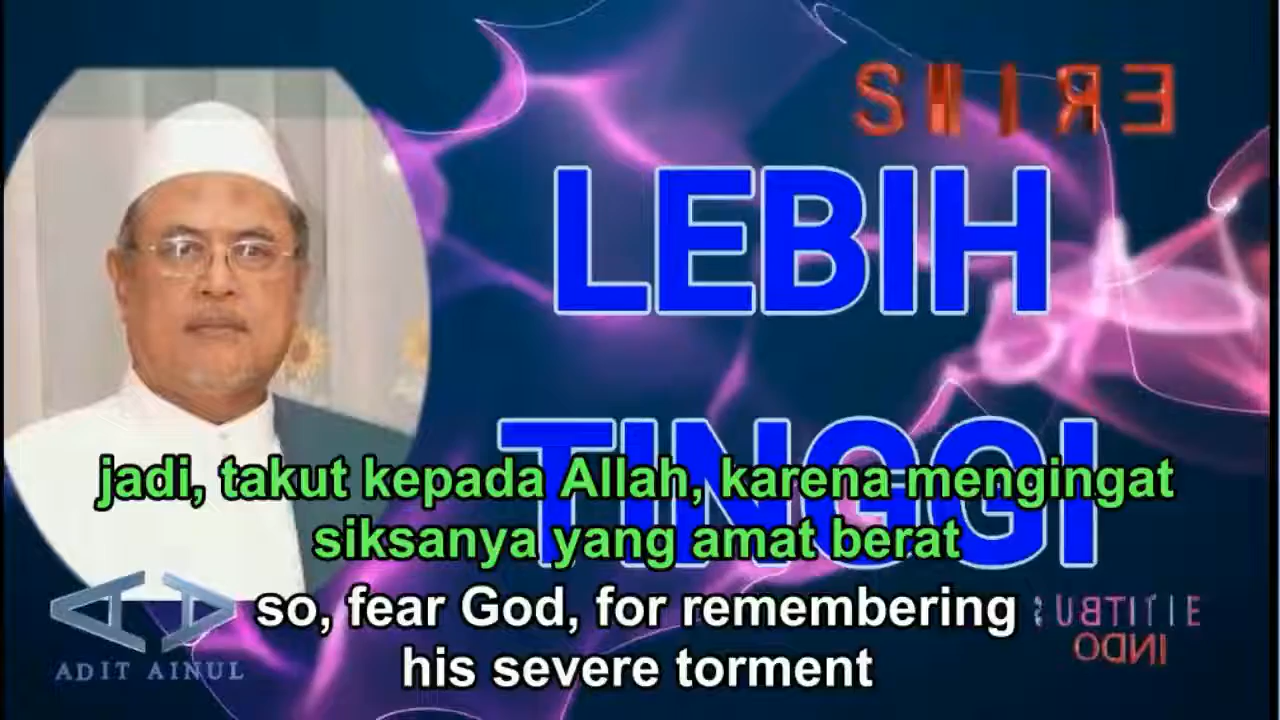 LEBIH
TINGGI
jadi, takut kepada Allah, karena mengingat
siksanya yang amat berat
so, fear God, for remembering
his severe torment
SUBTITLE
INDO
ADIT AINUL